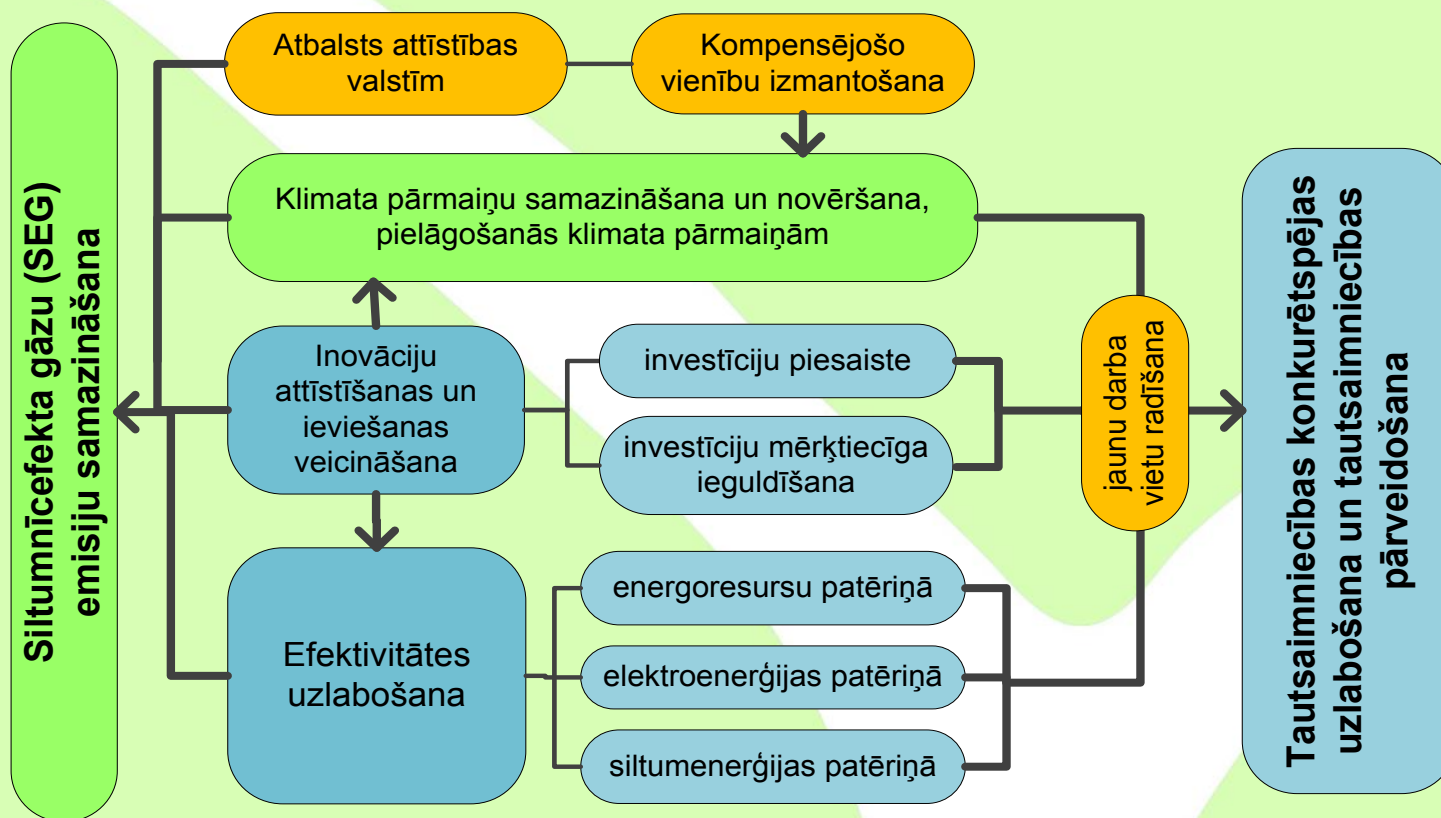 Siltumnīcefekta gāzu (SEG)
emisiju samazināšana
Atbalsts attīstības
valstīm
Kompensējošo
vienību izmantošana
Klimata pārmaiņu samazināšana un novēršana,
pielāgošanās klimata pārmaiņām
Inovāciju
attīstīšanas un
ieviešanas
veicināšana
investīciju piesaiste
investīciju mērķtiecīga
ieguldīšana
Efektivitātes
uzlabošana
energoresursu patēriņā
elektroenerģijas patēriņā
siltumenerģijas patēriņā
jaunu darba
vietu radīšana
Tautsaimniecības konkurētspējas
uzlabošana un tautsaimniecības
pārveidošana